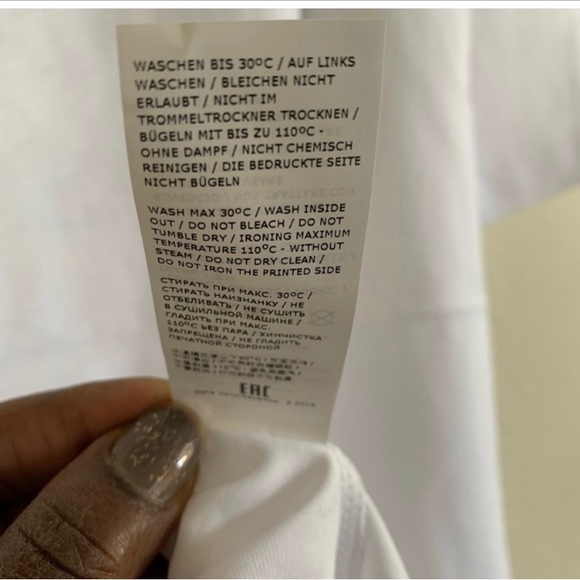 WASCHEN BIS 30ºC / AUF LINKS
WASCHEN / BLEICHEN NICHT
ERLAUBT / NICHT IM
TROMMELTROCKNER TROCKNEN /
BÜGELN MIT BIS ZU 110ºC -
OHNE DAMPF / NICHT CHEMISCH
REINIGEN / DIE BEDRUCKTE SEITE
NICHT BÜGELN
WASH MAX 30ºC / WASH INSIDE
OUT / DO NOT BLEACH / DO NOT
TUMBLE DRY / IRONING MAXIMUM
TEMPERATURE 110ºC - WITHOUT
STEAM / DO NOT DRY CLEAN /
DO NOT IRON THE PRINTED SIDE
СТИРАТЬ ПРИ МАКС. 30ºC /
СТИРАТЬ НАИЗНАНКУ / НЕ
ОТБЕЛИВАТЬ / НЕ СУШИТЬ
В СУШИЛЬНОЙ МАШИНЕ /
ГЛАДИТЬ ПРИ МАКС.
110ºC БЕЗ ПАРА / ХИМЧИСТКА
ЗАПРЕЩЕНА / НЕ ГЛАДИТЬ
ПЕЧАТНОЙ СТОРОНОЙ
EAC